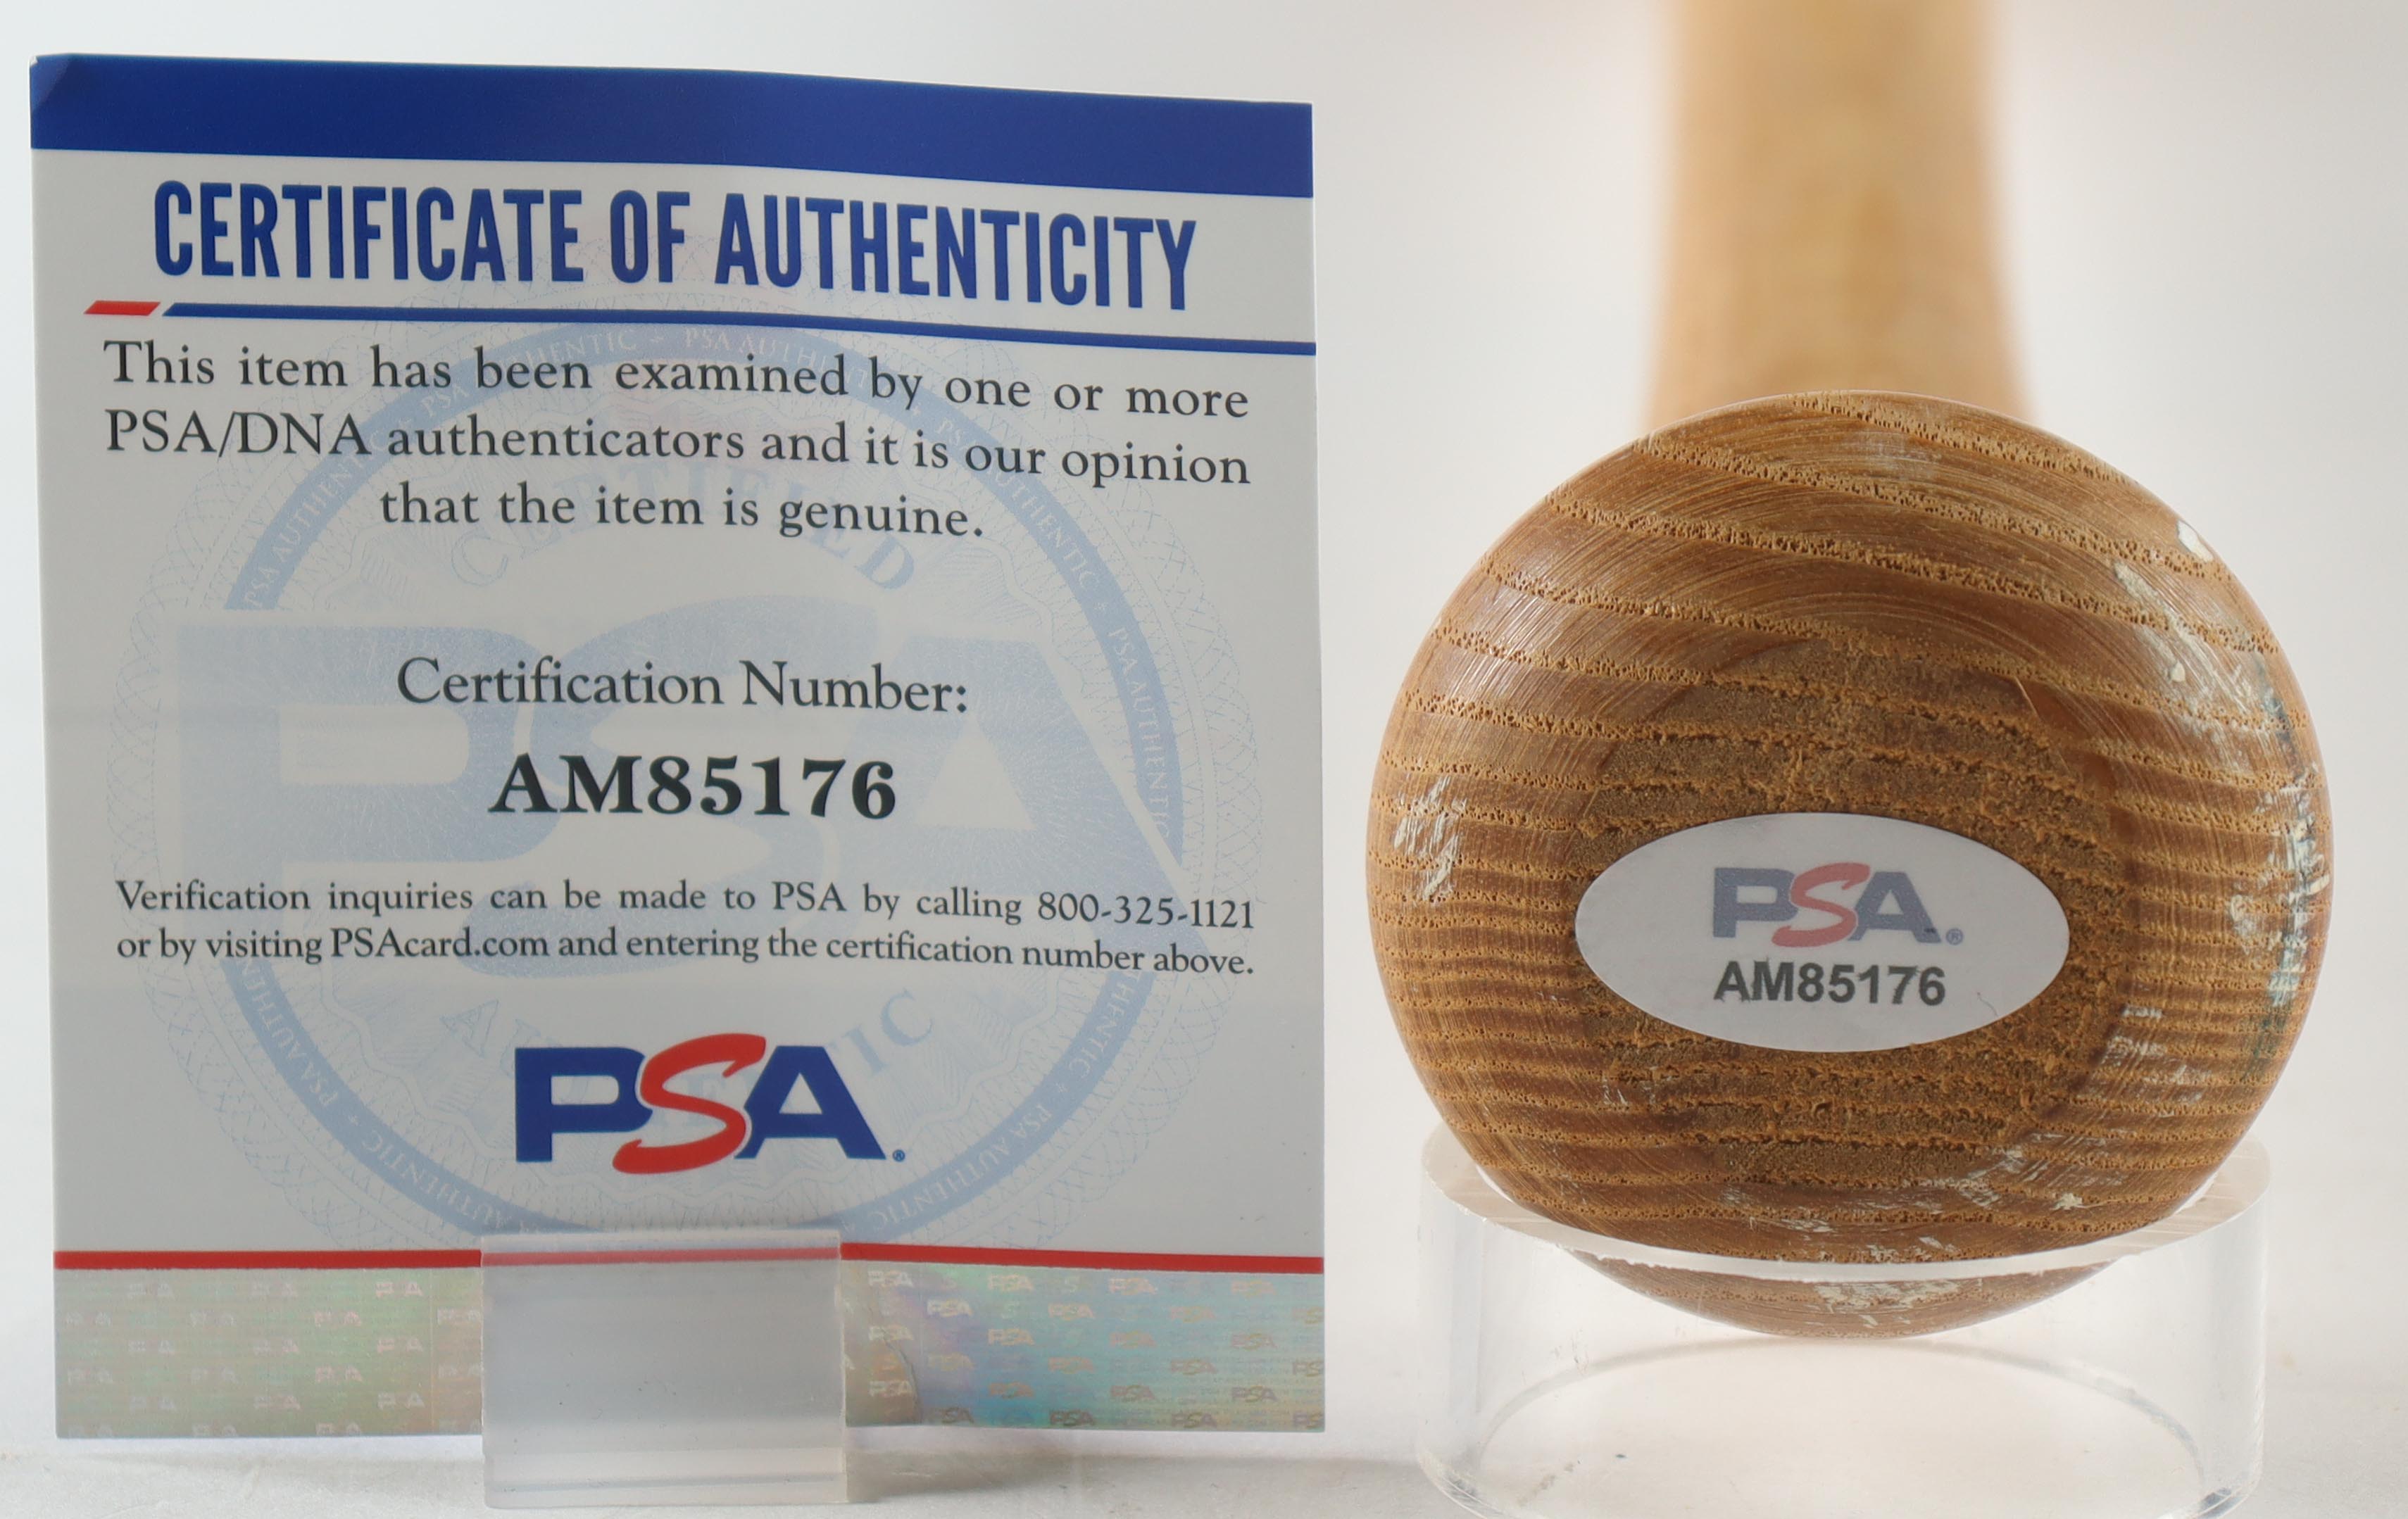 CERTIFICATE OF AUTHENTICITY
This item has been examined by one or more
PSA/DNA authenticators and it is our opinion
that the item is genuine.
Certification Number:
AM85176
Verification inquiries can be made to PSA by calling 800-325-1121
or by visiting PSAcard.com and entering the certification number above.
PSA®
PSA®
AM85176